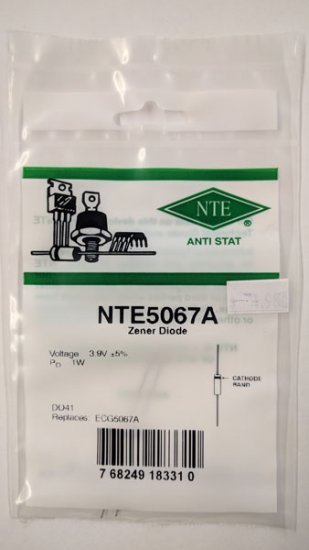 NTE
®
ANTI STAT
NTE5067A
Zener Diode
Voltage 3.9V ±5%
PD 1W
CATHODE
BAND
DO41
Replaces: ECG5067A
7 68249 18331 0